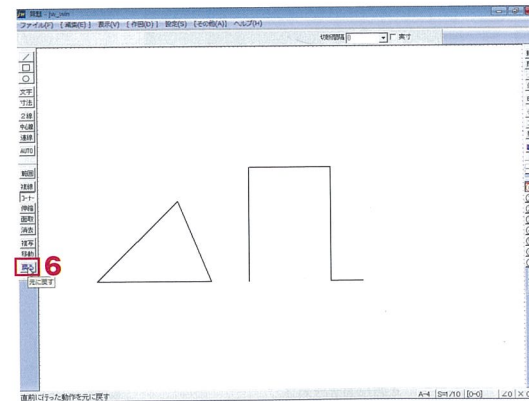 無題 - jw_win
ファイル(F) [編集(E)] 表示(V) [作図(D)] 設定(S) [その他(A)] ヘルプ(H)
切断間隔 0 実寸
文字
寸法
2線
中心線
連線
AUTO
範囲
複線
コーナー
伸縮
面取
消去
複写
移動
戻る
6
元に戻す
直前に行った動作を元に戻す
A-4 S=1/10 [0-0] ∠0 ×